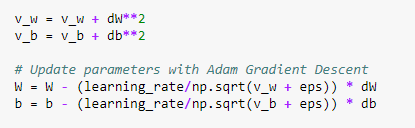 v_w = v_w + dW**2
v_b = v_b + db**2
# Update parameters with Adam Gradient Descent
W = W - (learning_rate/np.sqrt(v_w + eps)) * dW
b = b - (learning_rate/np.sqrt(v_b + eps)) * db